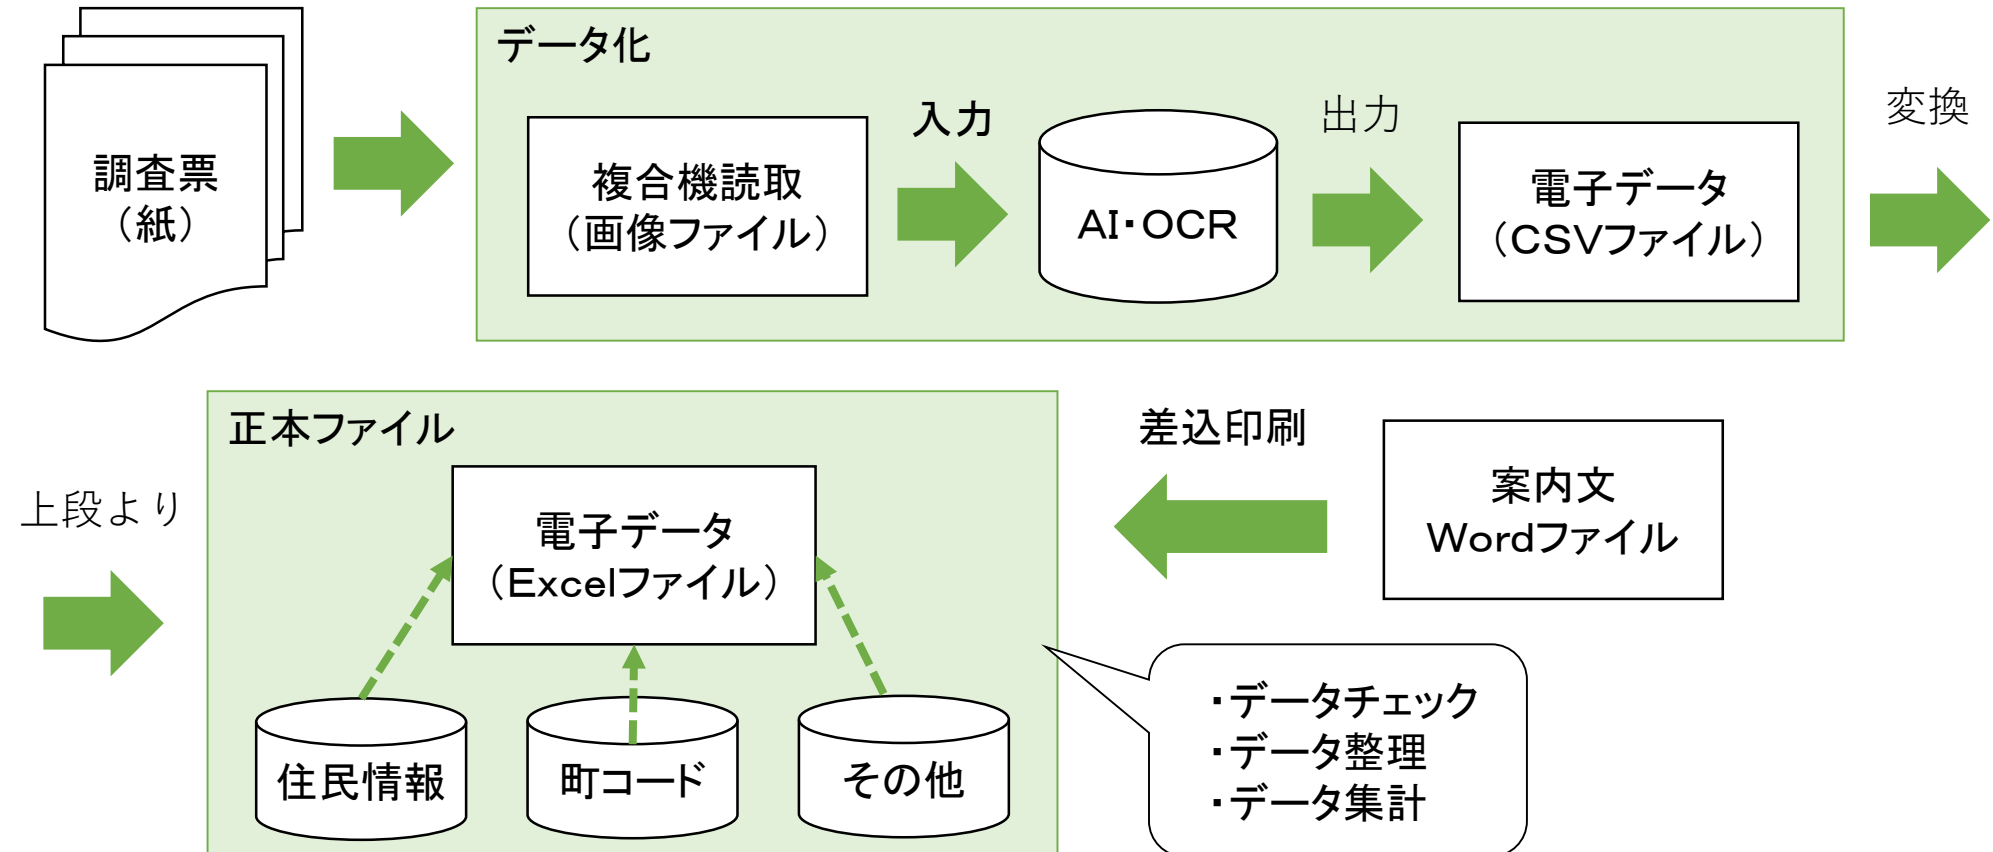 調査票
（紙）
データ化
複合機読取
（画像ファイル）
入力
AI・OCR
出力
電子データ
（CSVファイル）
変換
上段より
正本ファイル
電子データ
（Excelファイル）
住民情報
町コード
その他
差込印刷
案内文
Wordファイル
・データチェック
・データ整理
・データ集計